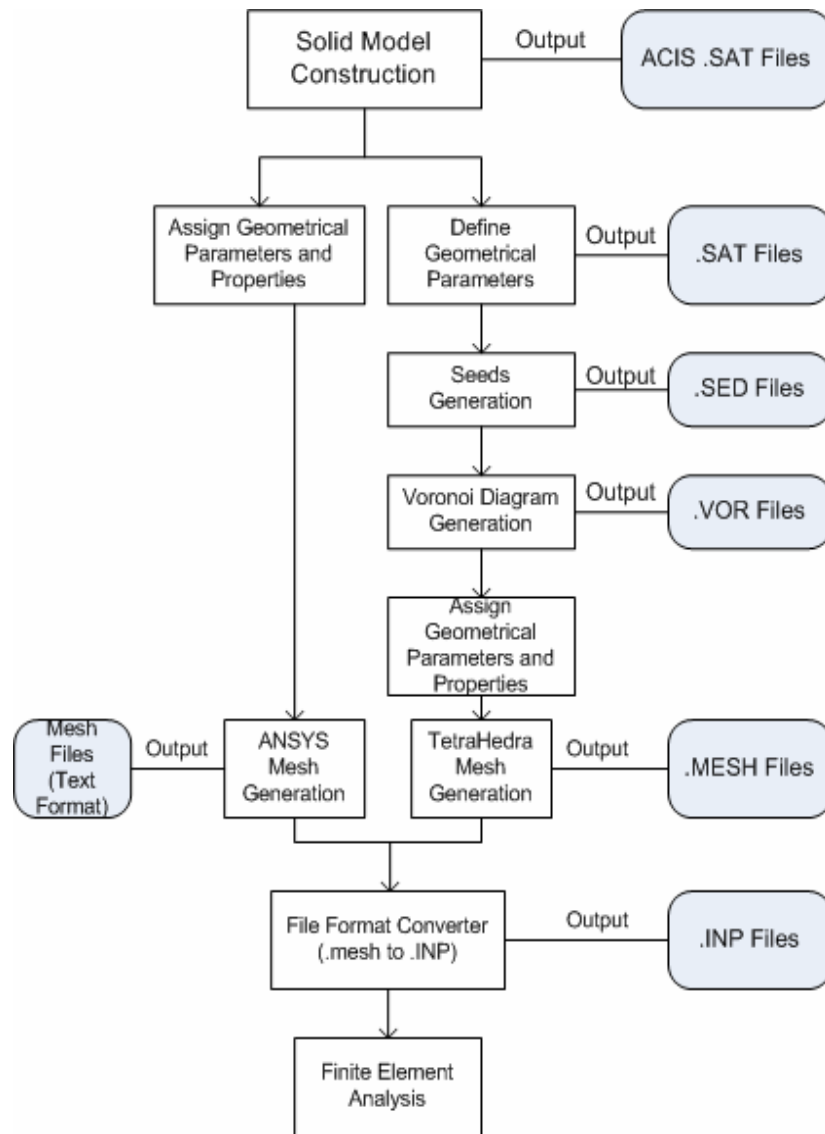 Solid Model
Construction
Output
ACIS .SAT Files
Assign Geometrical
Parameters and
Properties
Define
Geometrical
Parameters
Output
.SAT Files
Seeds
Generation
Output
.SED Files
Voronoi Diagram
Generation
Output
.VOR Files
Assign
Geometrical
Parameters and
Properties
Mesh
Files
(Text
Format)
Output
ANSYS
Mesh
Generation
TetraHedra
Mesh
Generation
Output
.MESH Files
File Format Converter
(.mesh to .INP)
Output
.INP Files
Finite Element
Analysis